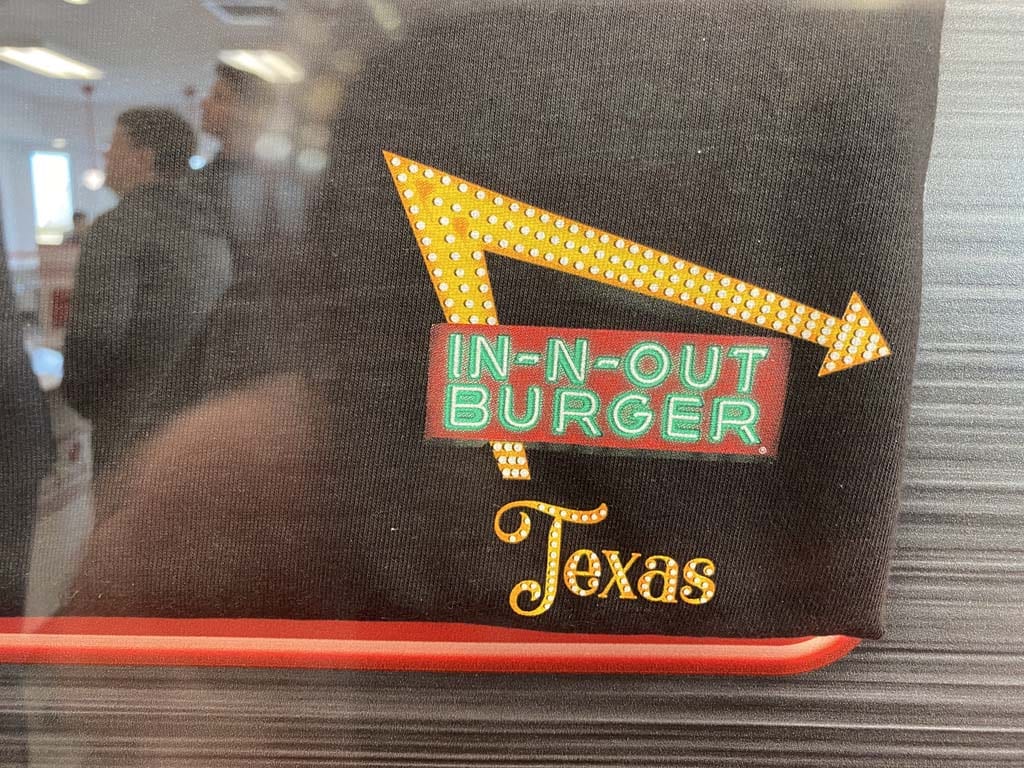 IN-N-OUT
BURGER
®
Texas